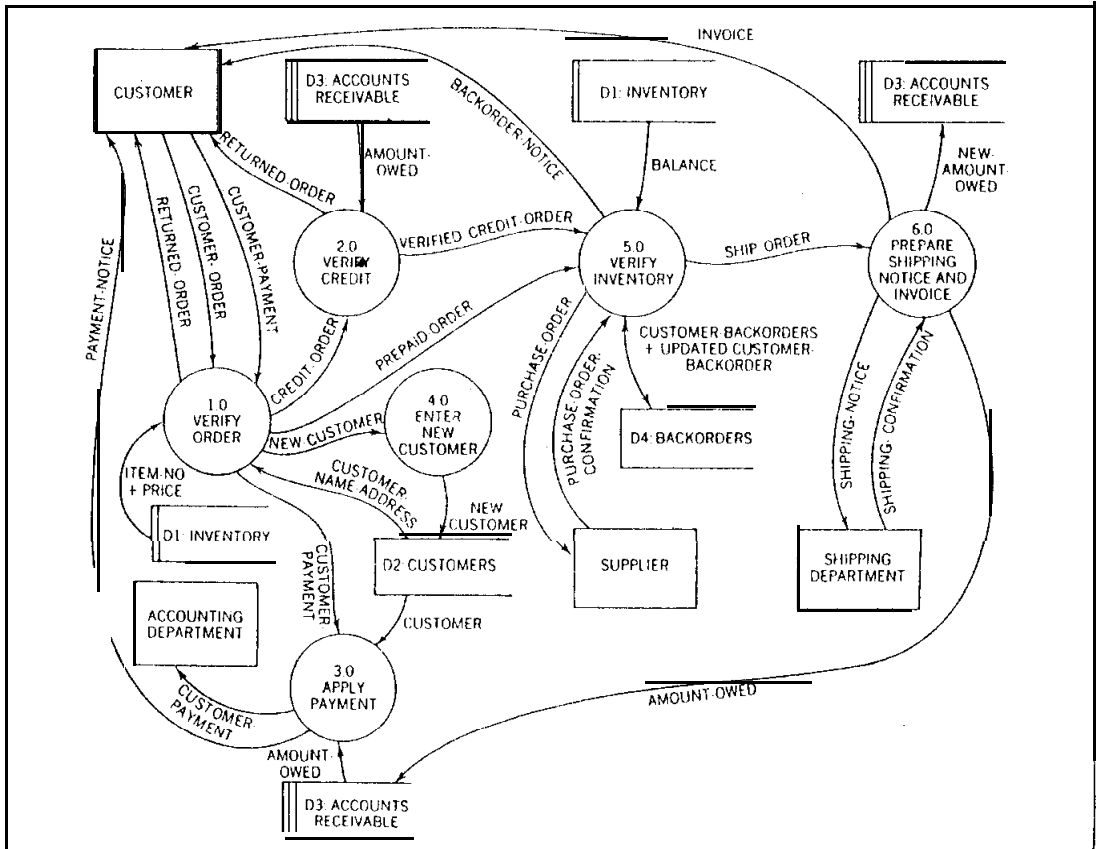 INVOICE
CUSTOMER
D3: ACCOUNTS
RECEIVABLE
D1: INVENTORY
D3: ACCOUNTS
RECEIVABLE
BACKORDER-NOTICE
RETURNED-ORDER
AMOUNT-
OWED
BALANCE
NEW-
AMOUNT-
OWED
PAYMENT-NOTICE
RETURNED-ORDER
CUSTOMER-ORDER
CUSTOMER-PAYMENT
2.0
VERIFY
CREDIT
VERIFIED CREDIT-ORDER
5.0
VERIFY
INVENTORY
SHIP ORDER
6.0
PREPARE
SHIPPING
NOTICE AND
INVOICE
CREDIT-ORDER
PREPAID-ORDER
PURCHASE-ORDER
PURCHASE-ORDER-
CONFIRMATION
CUSTOMER-BACKORDERS
+ UPDATED CUSTOMER-
BACKORDER
SHIPPING-NOTICE
SHIPPING-CONFIRMATION
1.0
VERIFY
ORDER
NEW-CUSTOMER
4.0
ENTER
NEW
CUSTOMER
D4: BACKORDERS
ITEM-NO
+ PRICE
CUSTOMER-
NAME-ADDRESS
NEW
CUSTOMER
D1: INVENTORY
CUSTOMER-
PAYMENT
D2: CUSTOMERS
SUPPLIER
SHIPPING
DEPARTMENT
ACCOUNTING
DEPARTMENT
CUSTOMER
3.0
APPLY
PAYMENT
CUSTOMER-
PAYMENT
AMOUNT-OWED
AMOUNT-
OWED
D3: ACCOUNTS
RECEIVABLE